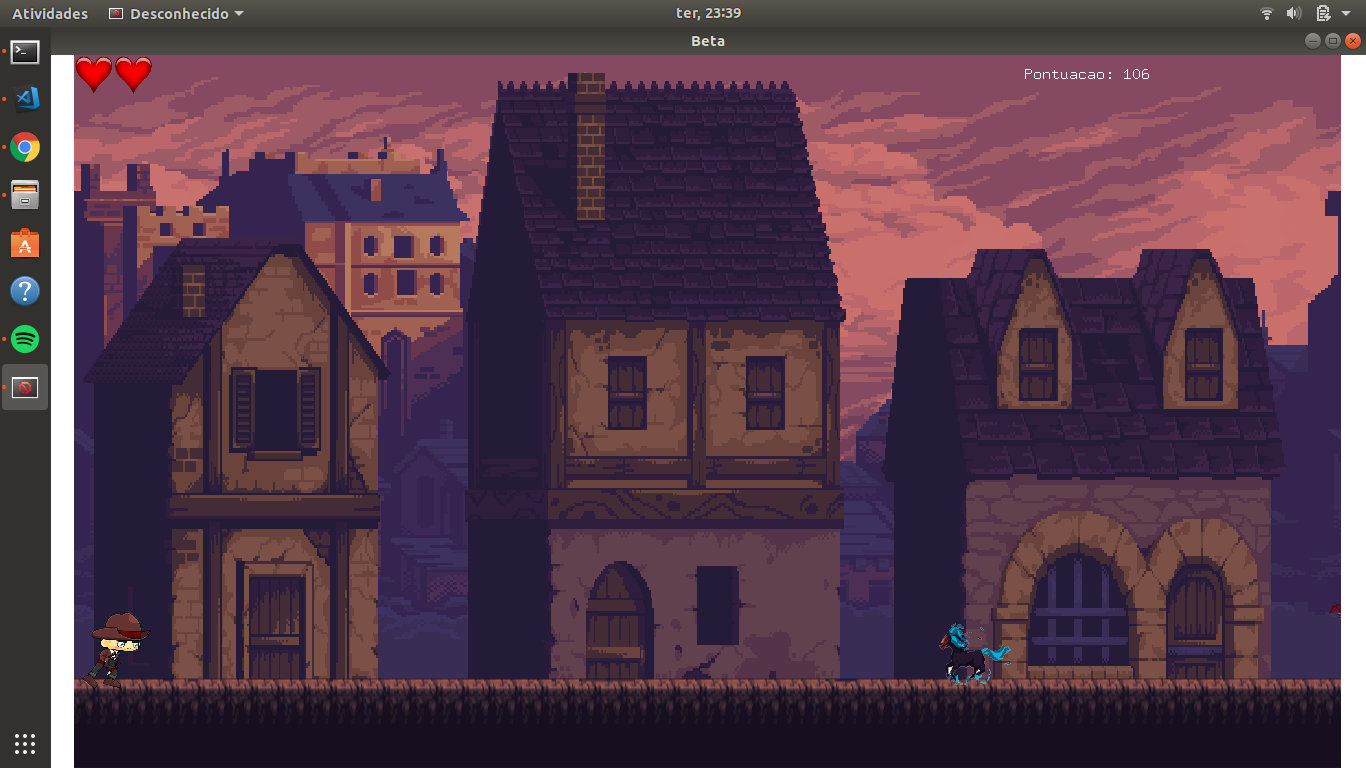 Atividades
Desconhecido
ter, 23:39
Beta
Pontuacao: 106